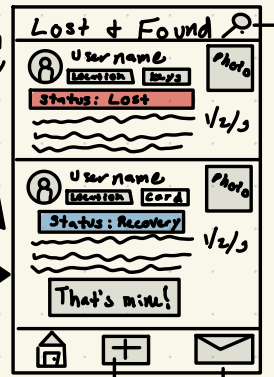 Lost & Found
Username
Location Keys
Photo
Status: Lost
1/2/3
Username
Location Card
Photo
Status: Recovery
1/2/3
That's mine!